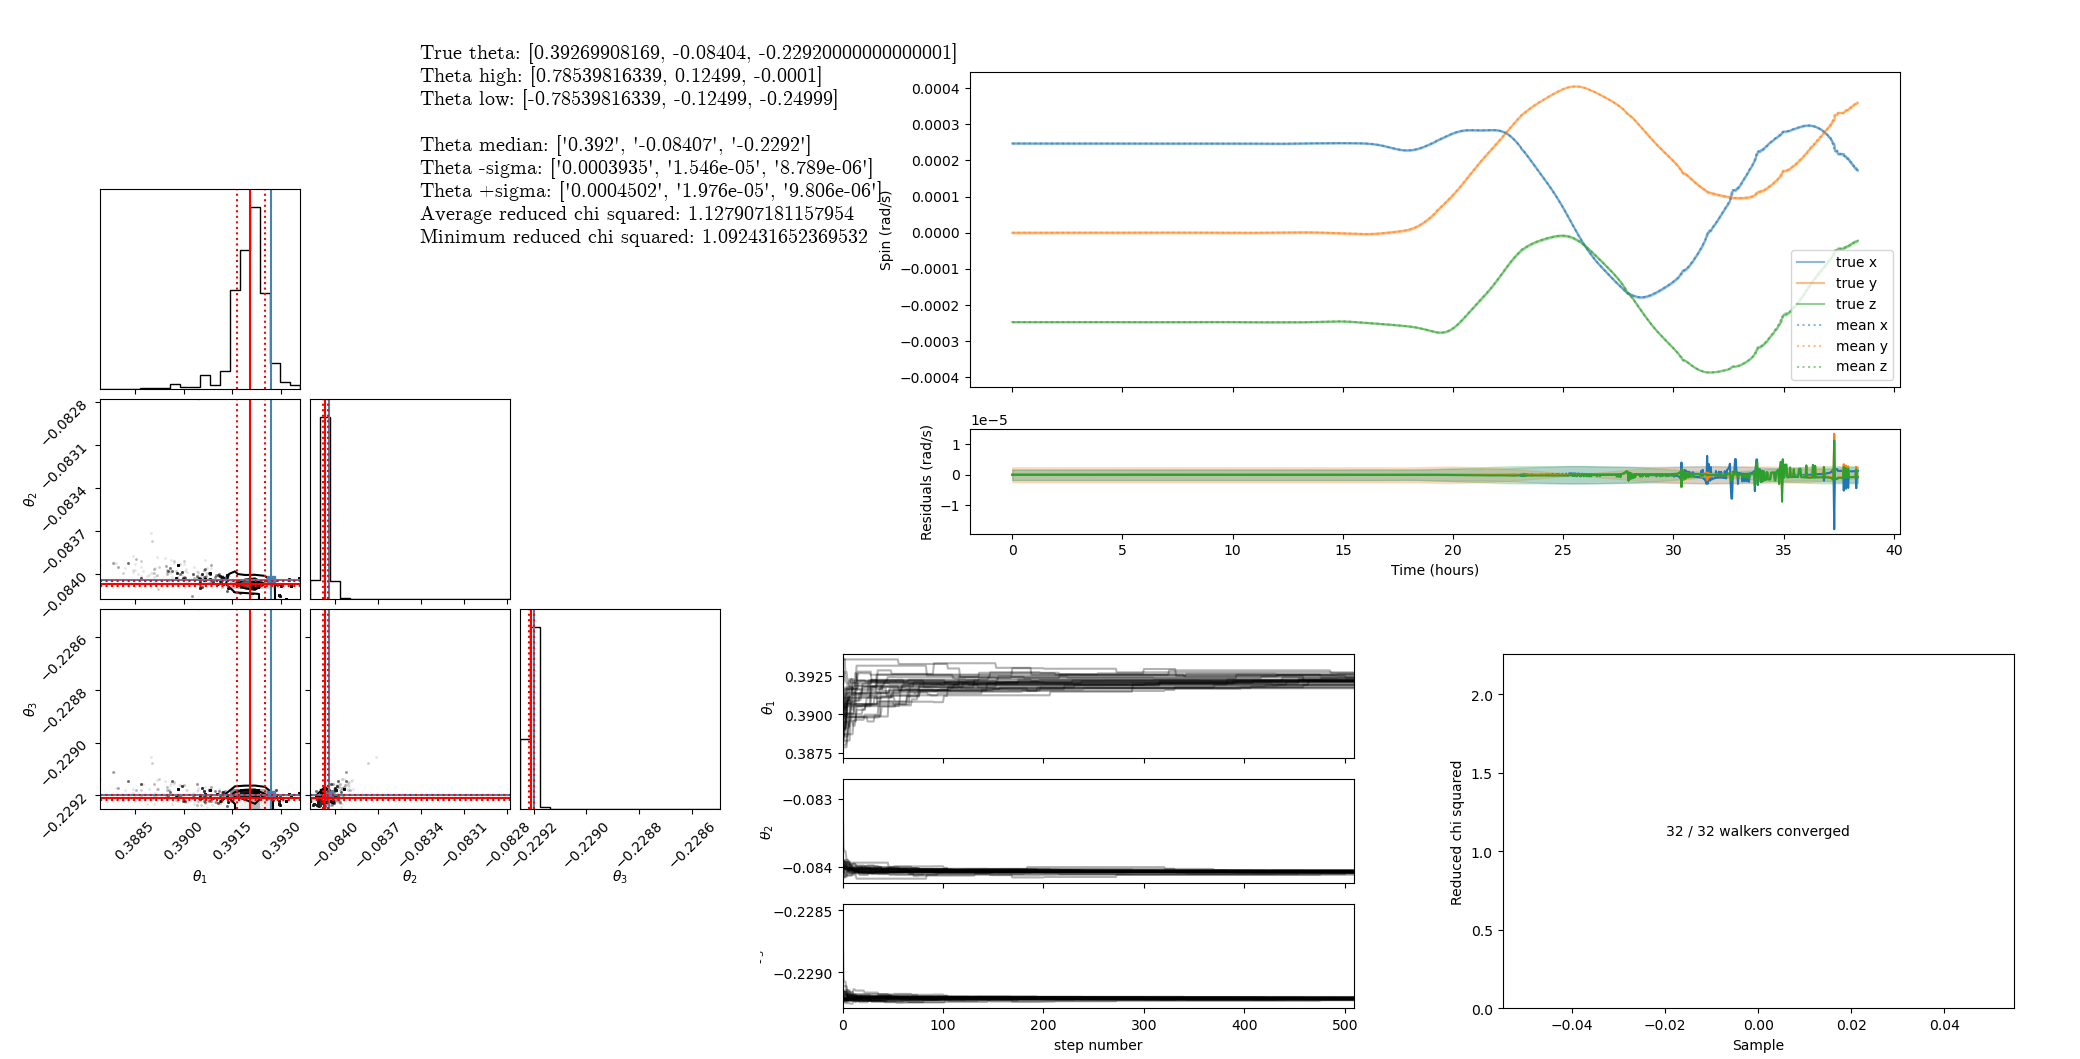 True theta: [0.39269908169, -0.08404, -0.22920000000000001]
Theta high: [0.78539816339, 0.12499, -0.0001]
Theta low: [-0.78539816339, -0.12499, -0.24999]
Theta median: ['0.392', '-0.08407', '-0.2292']
Theta -sigma: ['0.0003935', '1.546e-05', '8.789e-06']
Theta +sigma: ['0.0004502', '1.976e-05', '9.806e-06']
Average reduced chi squared: 1.127907181157954
Minimum reduced chi squared: 1.092431652369532
0.0004
0.0003
0.0002
0.0001
0.0000
−0.0001
−0.0002
−0.0003
−0.0004
Spin (rad/s)
true x
true y
true z
mean x
mean y
mean z
1e−5
1
0
−1
Residuals (rad/s)
0 5 10 15 20 25 30 35 40
Time (hours)
−0.0828
−0.0831
−0.0834
−0.0837
−0.0840
θ2
−0.2286
−0.2288
−0.2290
−0.2292
θ3
0.3885 0.3900 0.3915 0.3930
θ1
−0.0840 −0.0837 −0.0834 −0.0831 −0.0828
θ2
−0.2292 −0.2290 −0.2288 −0.2286
θ3
0.3925
0.3900
0.3875
θ1
−0.083
−0.084
θ2
−0.2285
−0.2290
0 100 200 300 400 500
step number
2.0
1.5
1.0
0.5
0.0
Reduced chi squared
32 / 32 walkers converged
−0.04 −0.02 0.00 0.02 0.04
Sample